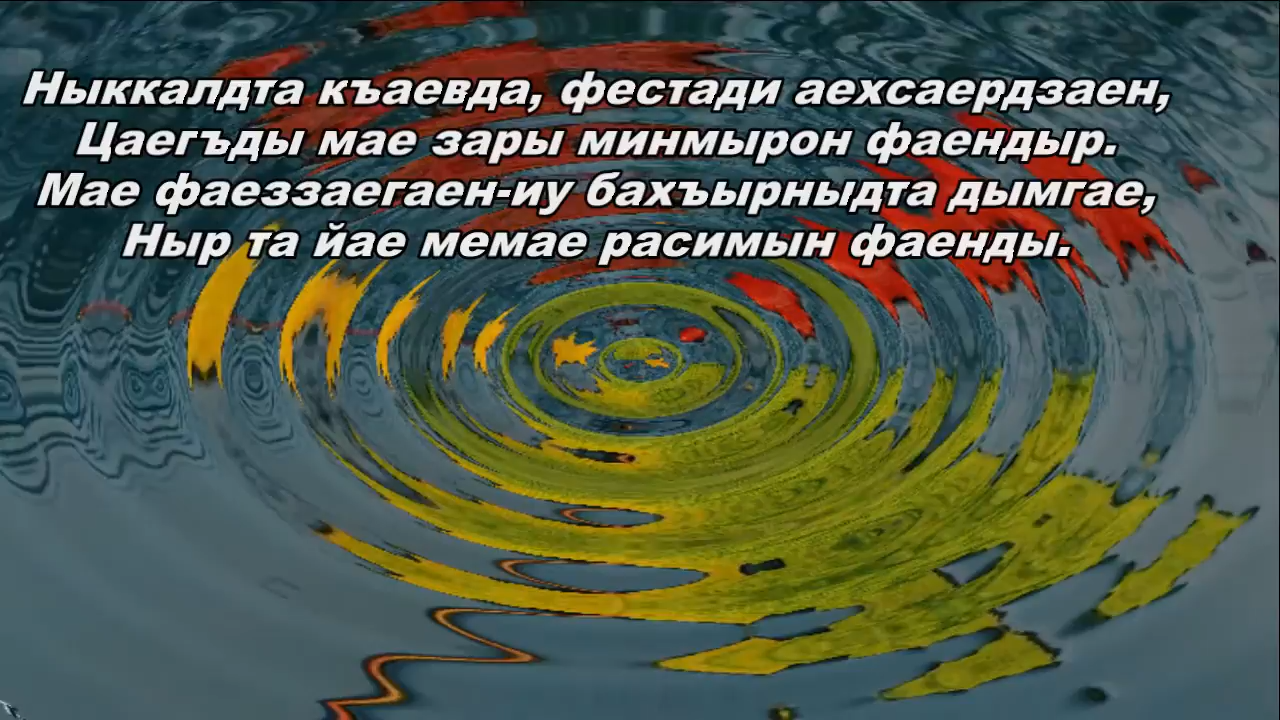 Ныккалдта къаевда, фестади аехсаердзаен,
Цаегъды мае зары минмырон фаендыр.
Мае фаеззаегаен-иу бахъырныдта дымгае,
Ныр та йае мемае расимын фаенды.